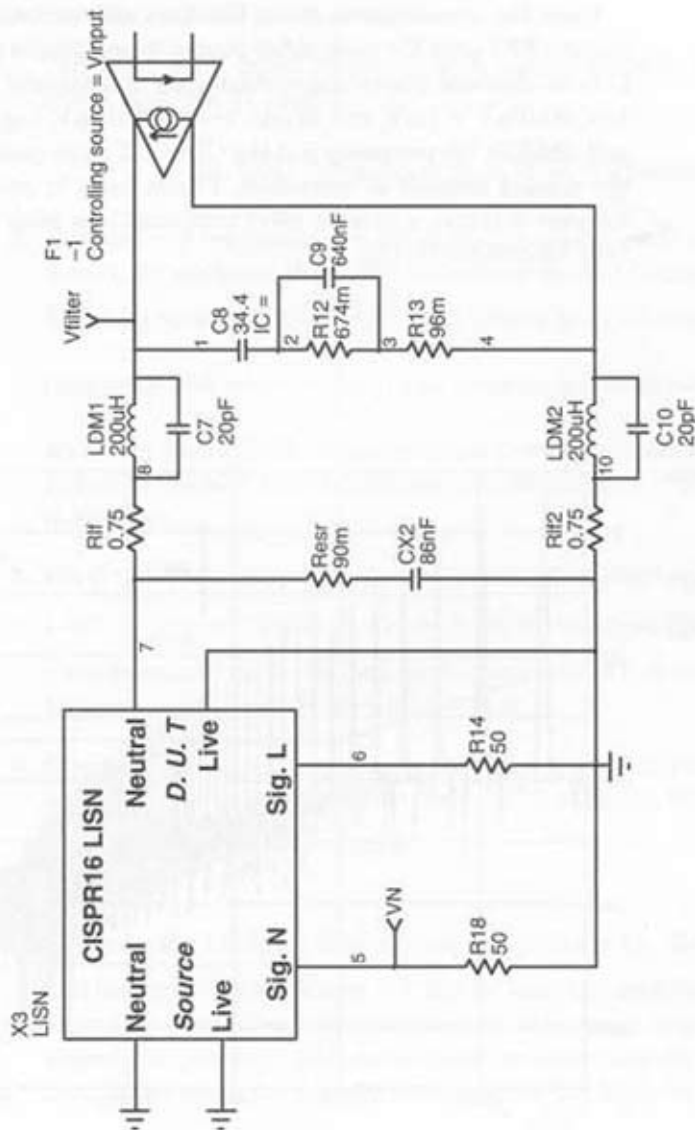 X3
LISN
CISPR16 LISN
Neutral
Source
Live
Neutral
D. U. T
Live
Sig. N
Sig. L
5
VN
R18
50
6
R14
50
7
Resr
90m
CX2
86nF
Rlf
0.75
Rlf2
0.75
8
LDM1
200uH
C7
20pF
10
LDM2
200uH
C10
20pF
Vfilter
1
C8
34.4
IC =
2
C9
640nF
R12
674m
3
R13
96m
4
F1
-1
Controlling source = Vinput